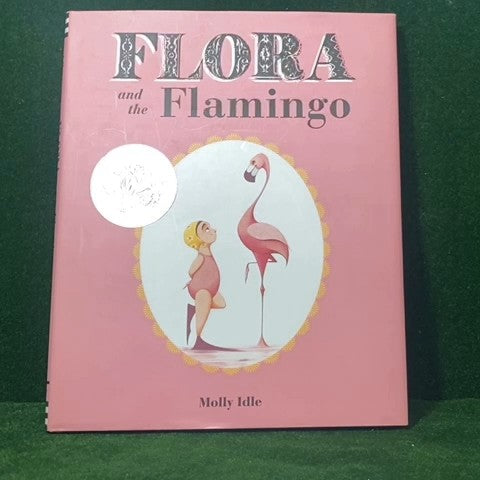 FLORA
and the Flamingo
Molly Idle